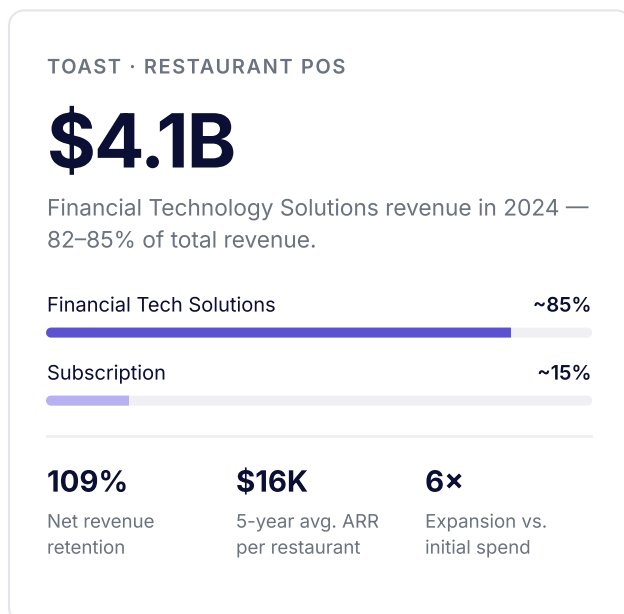 TOAST · RESTAURANT POS
$4.1B
Financial Technology Solutions revenue in 2024 —
82–85% of total revenue.
Financial Tech Solutions ~85%
Subscription ~15%
109% $16K 6×
Net revenue 5-year avg. ARR Expansion vs.
retention per restaurant initial spend